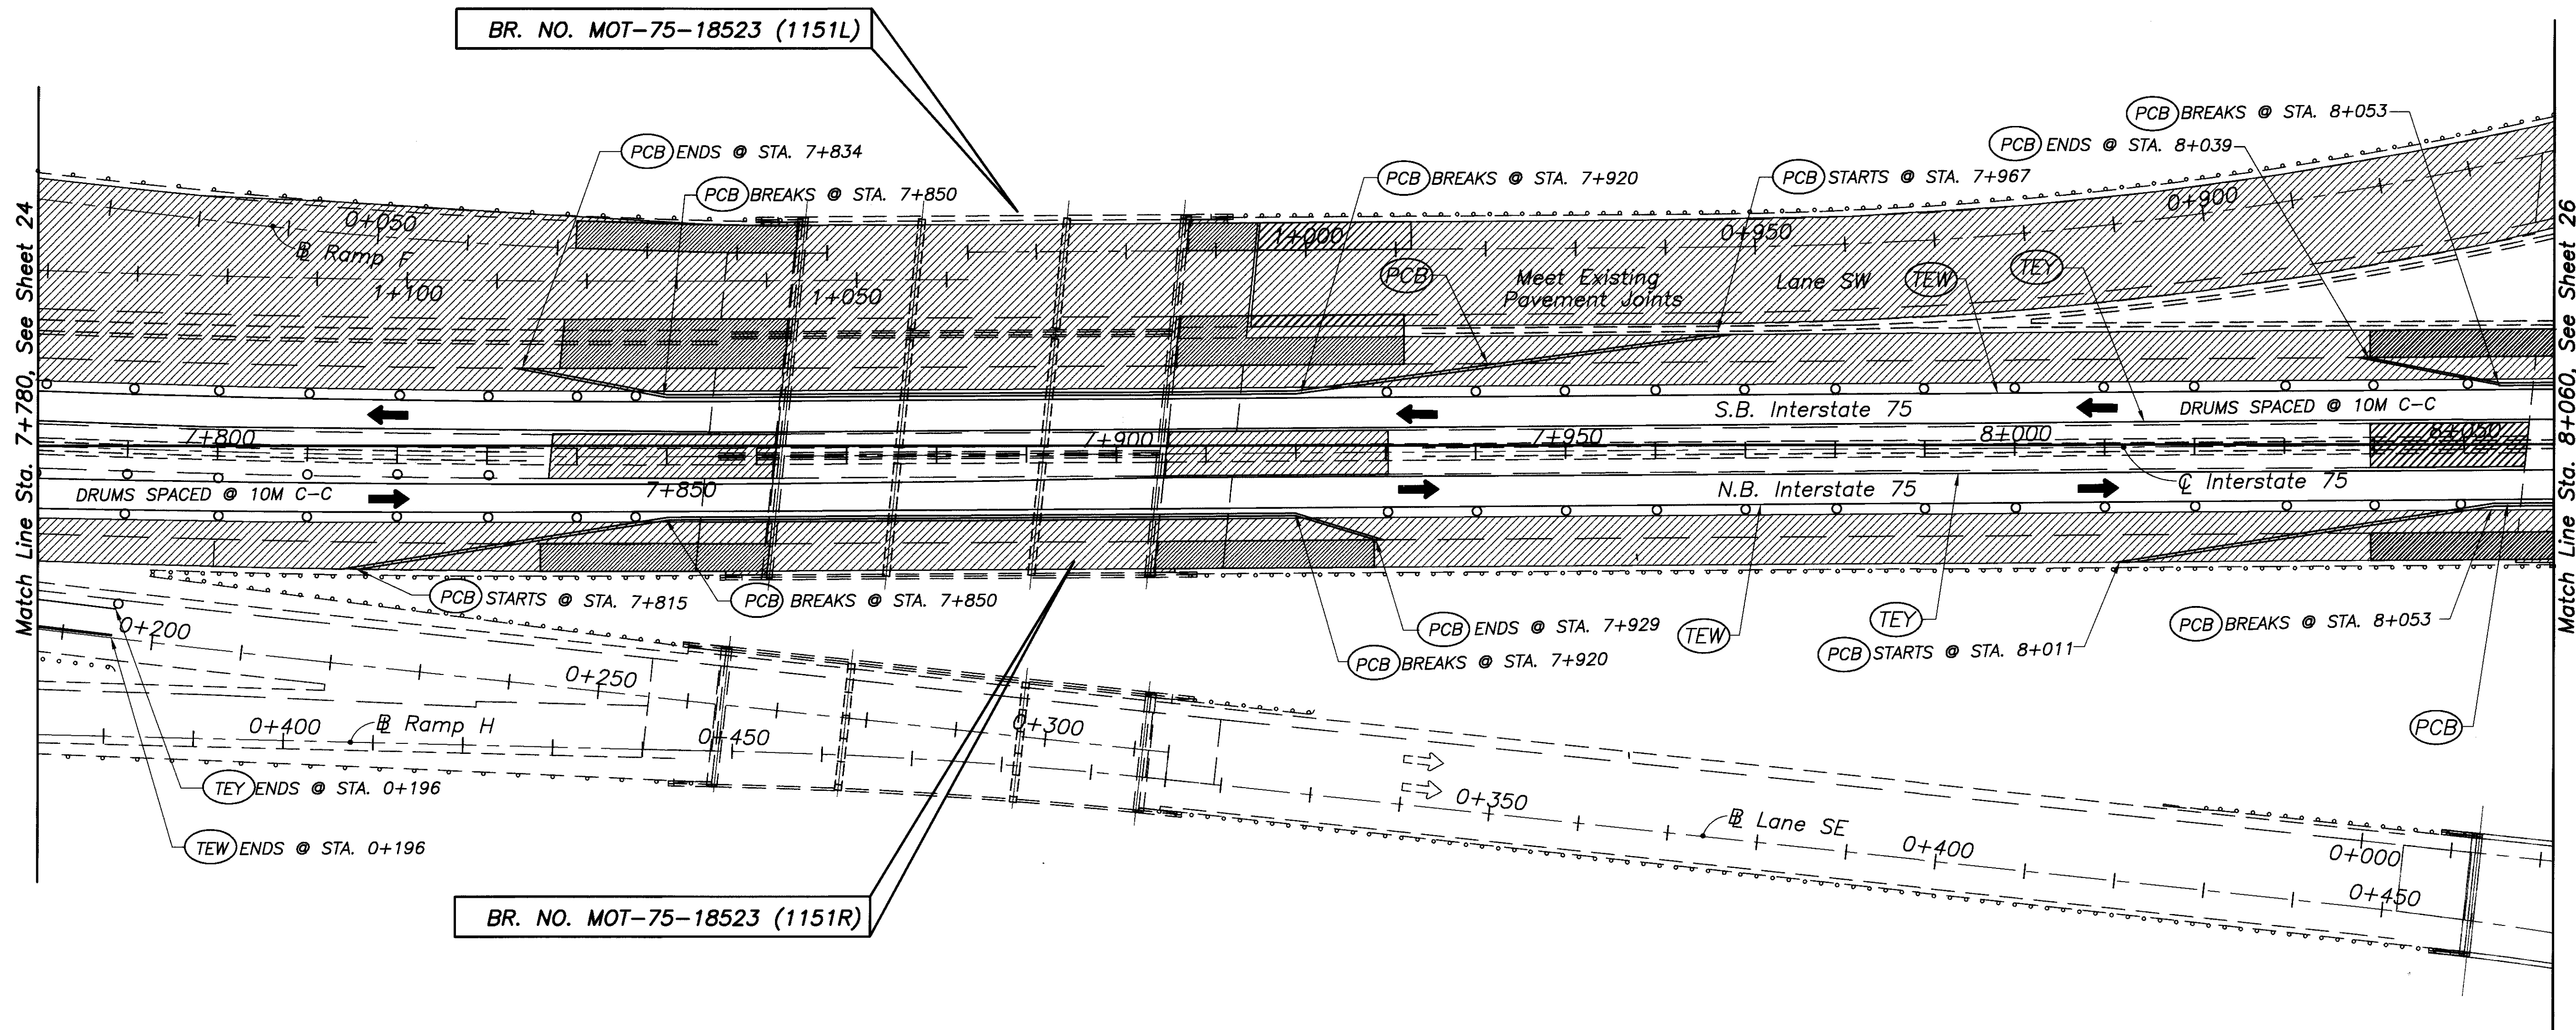 BR. NO. MOT-75-18523 (1151L)
PCB BREAKS @ STA. 8+053
PCB ENDS @ STA. 8+039
PCB ENDS @ STA. 7+834
PCB BREAKS @ STA. 7+920
PCB STARTS @ STA. 7+967
PCB BREAKS @ STA. 7+850
Match Line Sta. 7+780, See Sheet 24
Match Line Sta. 8+060, See Sheet 26
0+050
℄ Ramp F
1+100
1+050
1+000
0+950
0+900
PCB
Meet Existing
Pavement Joints
Lane SW
TEW
TEY
S.B. Interstate 75
DRUMS SPACED @ 10M C-C
7+800
7+900
7+950
8+000
8+050
DRUMS SPACED @ 10M C-C
7+850
N.B. Interstate 75
℄ Interstate 75
PCB STARTS @ STA. 7+815
PCB BREAKS @ STA. 7+850
PCB ENDS @ STA. 7+929
PCB BREAKS @ STA. 7+920
TEW
TEY
PCB STARTS @ STA. 8+011
PCB BREAKS @ STA. 8+053
PCB
0+200
0+250
0+300
0+400
BL Ramp H
0+450
TEY ENDS @ STA. 0+196
TEW ENDS @ STA. 0+196
0+350
BL Lane SE
0+400
0+000
0+450
BR. NO. MOT-75-18523 (1151R)